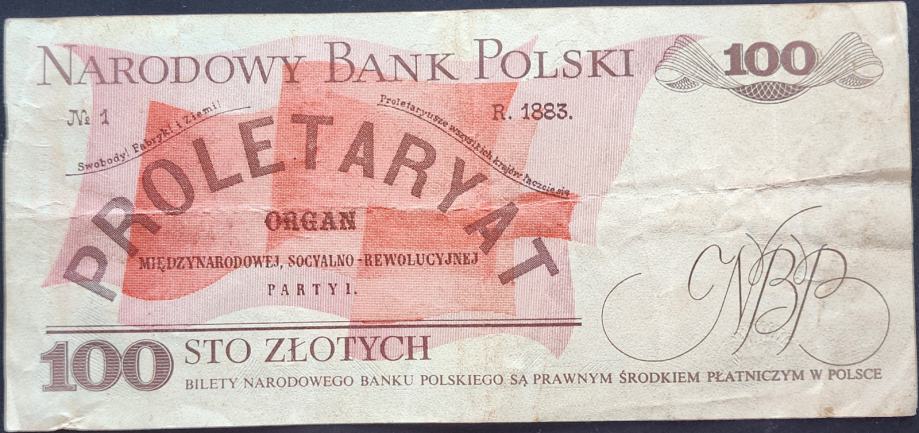 NARODOWY BANK POLSKI
100
№ 1
R. 1883.
Swobody! Fabryk! i Ziemi!
Proletaryusze wszystkich krajów łączcie się
PROLETARYAT
ORGAN
MIĘDZYNARODOWEJ, SOCYALNO-REWOLUCYJNEJ
PARTYI.
NBP
100 STO ZŁOTYCH
BILETY NARODOWEGO BANKU POLSKIEGO SĄ PRAWNYM ŚRODKIEM PŁATNICZYM W POLSCE